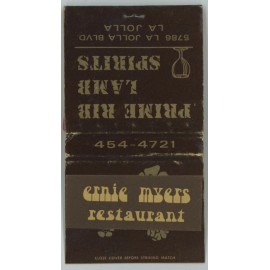 5786 LA JOLLA BLVD
LA JOLLA
PRIME RIB
LAMB
SPIRITS
454-4721
ernie myers
restaurant